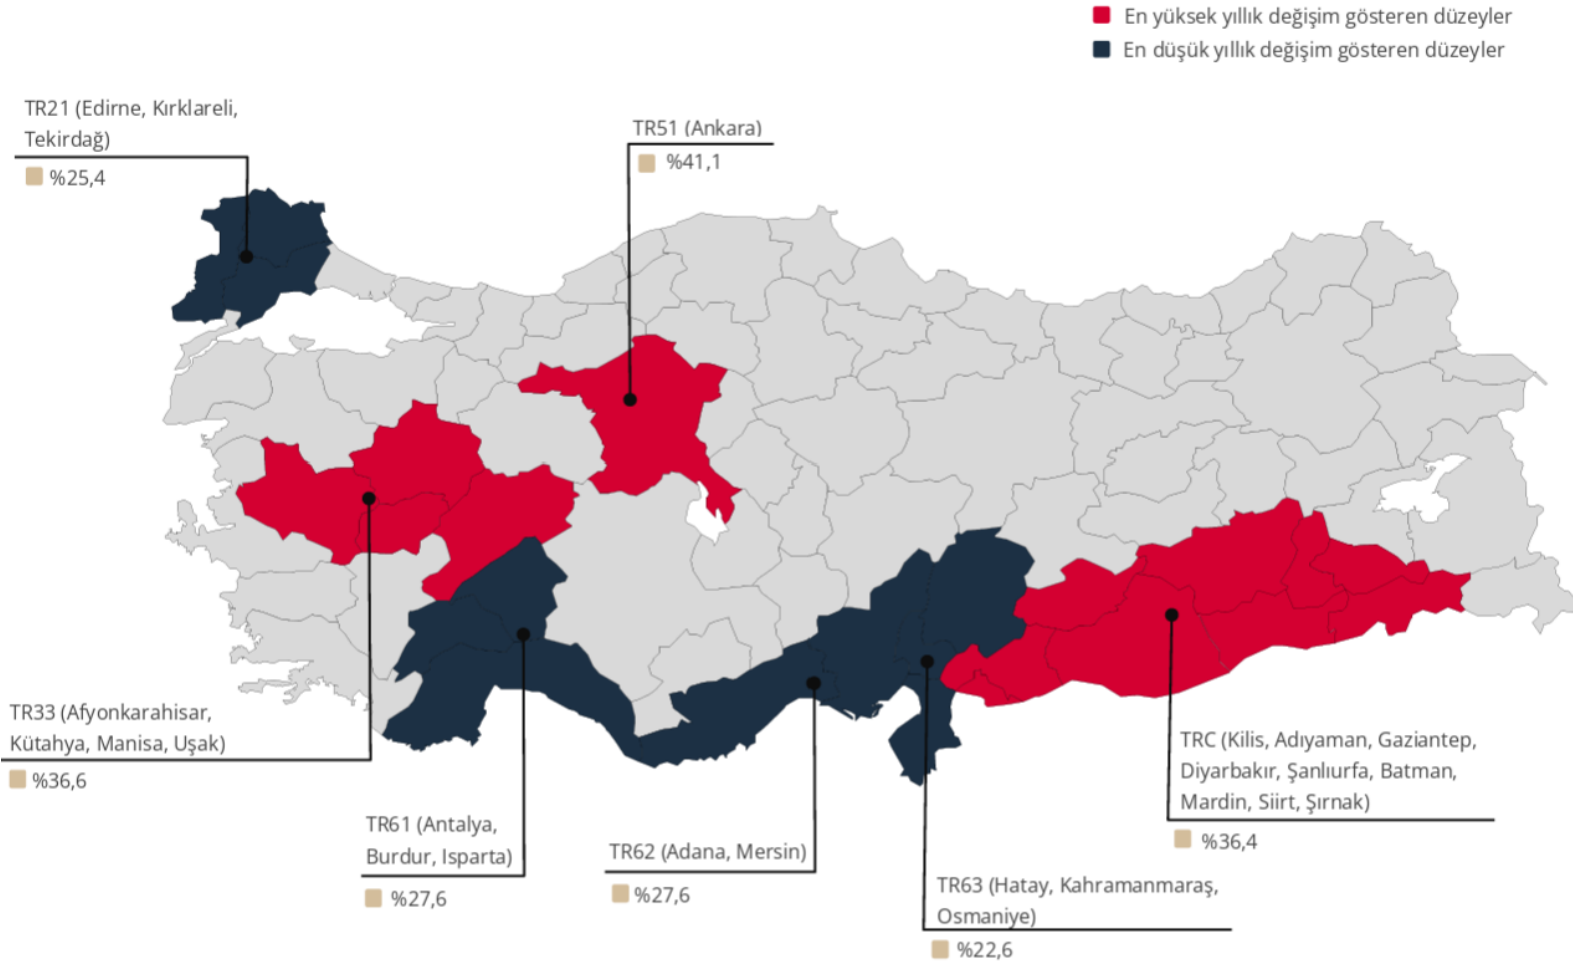 En yüksek yıllık değişim gösteren düzeyler
En düşük yıllık değişim gösteren düzeyler
TR21 (Edirne, Kırklareli,
Tekirdağ)
%25,4
TR51 (Ankara)
%41,1
TR33 (Afyonkarahisar,
Kütahya, Manisa, Uşak)
%36,6
TR61 (Antalya,
Burdur, Isparta)
%27,6
TR62 (Adana, Mersin)
%27,6
TR63 (Hatay, Kahramanmaraş,
Osmaniye)
%22,6
TRC (Kilis, Adıyaman, Gaziantep,
Diyarbakır, Şanlıurfa, Batman,
Mardin, Siirt, Şırnak)
%36,4